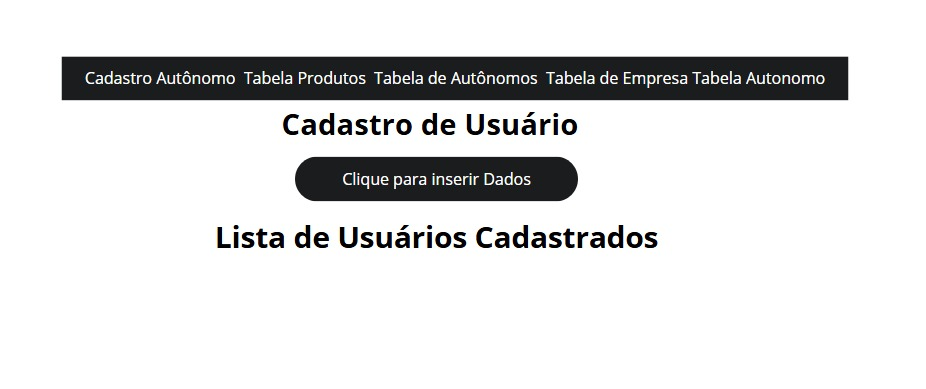 Cadastro Autônomo Tabela Produtos Tabela de Autônomos Tabela de Empresa Tabela Autonomo
Cadastro de Usuário
Clique para inserir Dados
Lista de Usuários Cadastrados